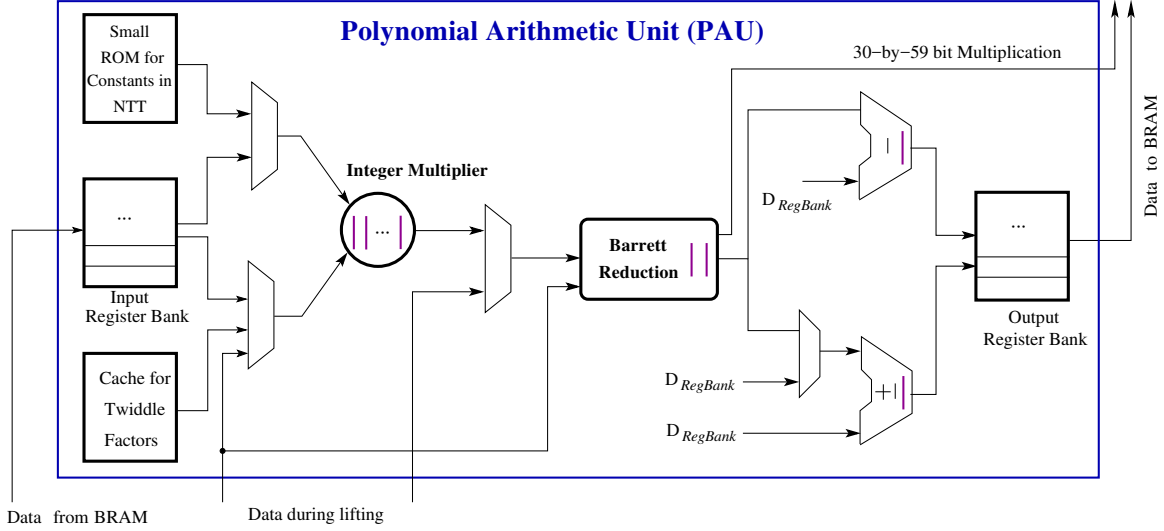 Polynomial Arithmetic Unit (PAU)
Small
ROM for
Constants in
NTT
30−by−59 bit Multiplication
Data to BRAM
Integer Multiplier
...
Input
Register Bank
...
Barrett
Reduction
−
D RegBank
...
Output
Register Bank
Cache for
Twiddle
Factors
D RegBank
+
D RegBank
Data from BRAM
Data during lifting